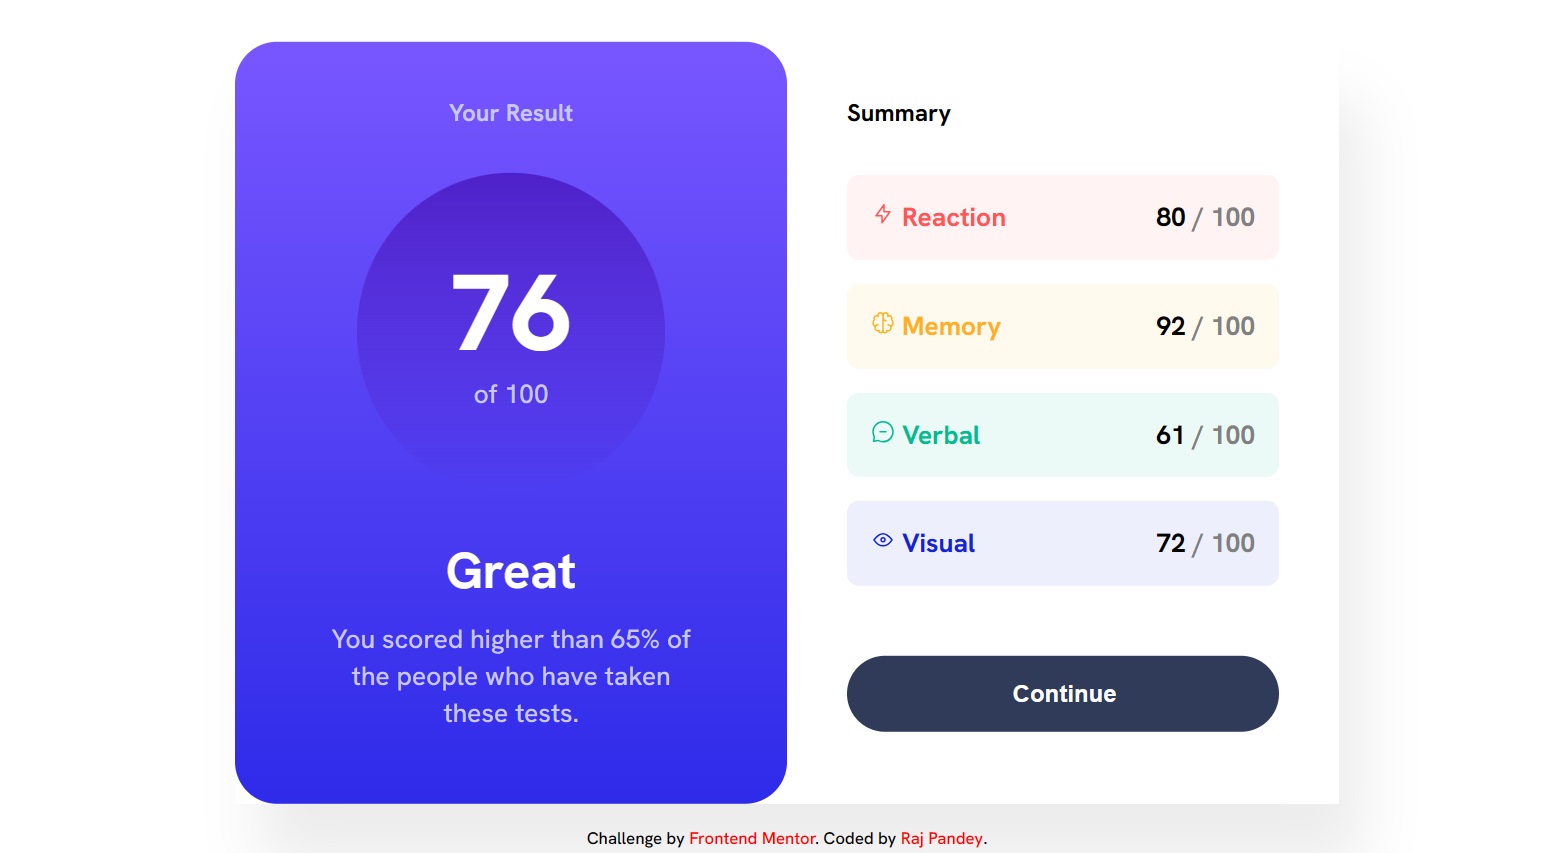 Your Result
76
of 100
Great
You scored higher than 65% of
the people who have taken
these tests.
Summary
Reaction 80 / 100
Memory 92 / 100
Verbal 61 / 100
Visual 72 / 100
Continue
Challenge by Frontend Mentor. Coded by Raj Pandey.